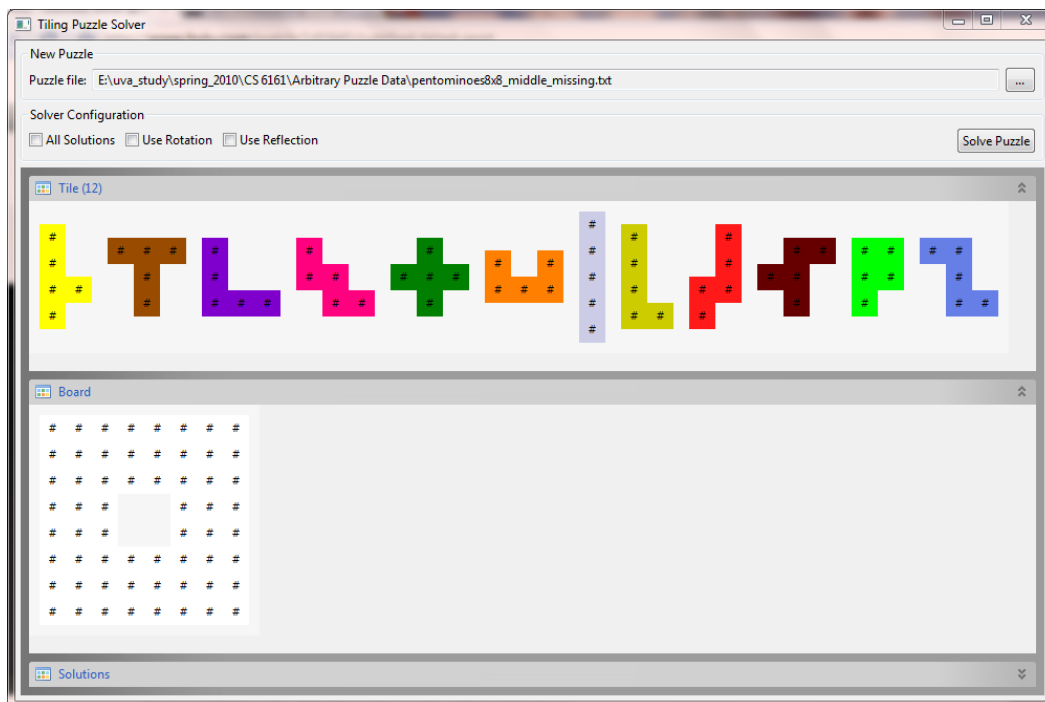 Tiling Puzzle Solver
New Puzzle
Puzzle file: E:\uva_study\spring_2010\CS 6161\Arbitrary Puzzle Data\pentominoes8x8_middle_missing.txt ...
Solver Configuration
All Solutions Use Rotation Use Reflection Solve Puzzle
Tile (12)
#
# # #
# # # # # # # # # # # # # #
# # # # #
# # # # # # # # # # # # #
# # # # # # # #
# # # # # # # # # # # #
# # # #
#
Board
# # # # # # # #
# # # # # # # #
# # # # # # # #
# # # # # #
# # # # # #
# # # # # # # #
# # # # # # # #
# # # # # # # #
Solutions